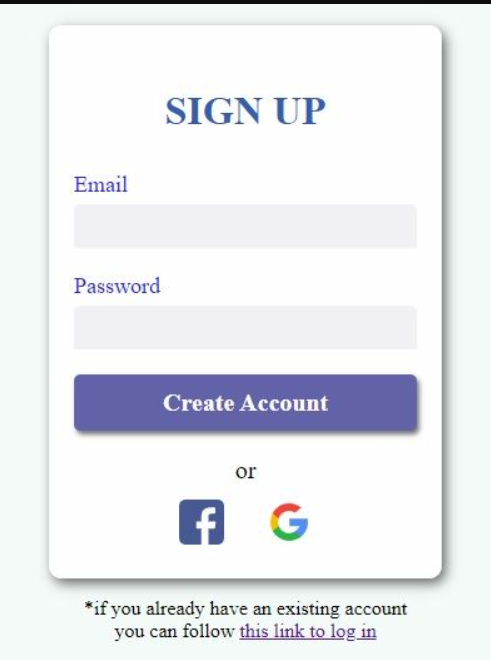 SIGN UP
Email
Password
Create Account
or
*if you already have an existing account
you can follow this link to log in